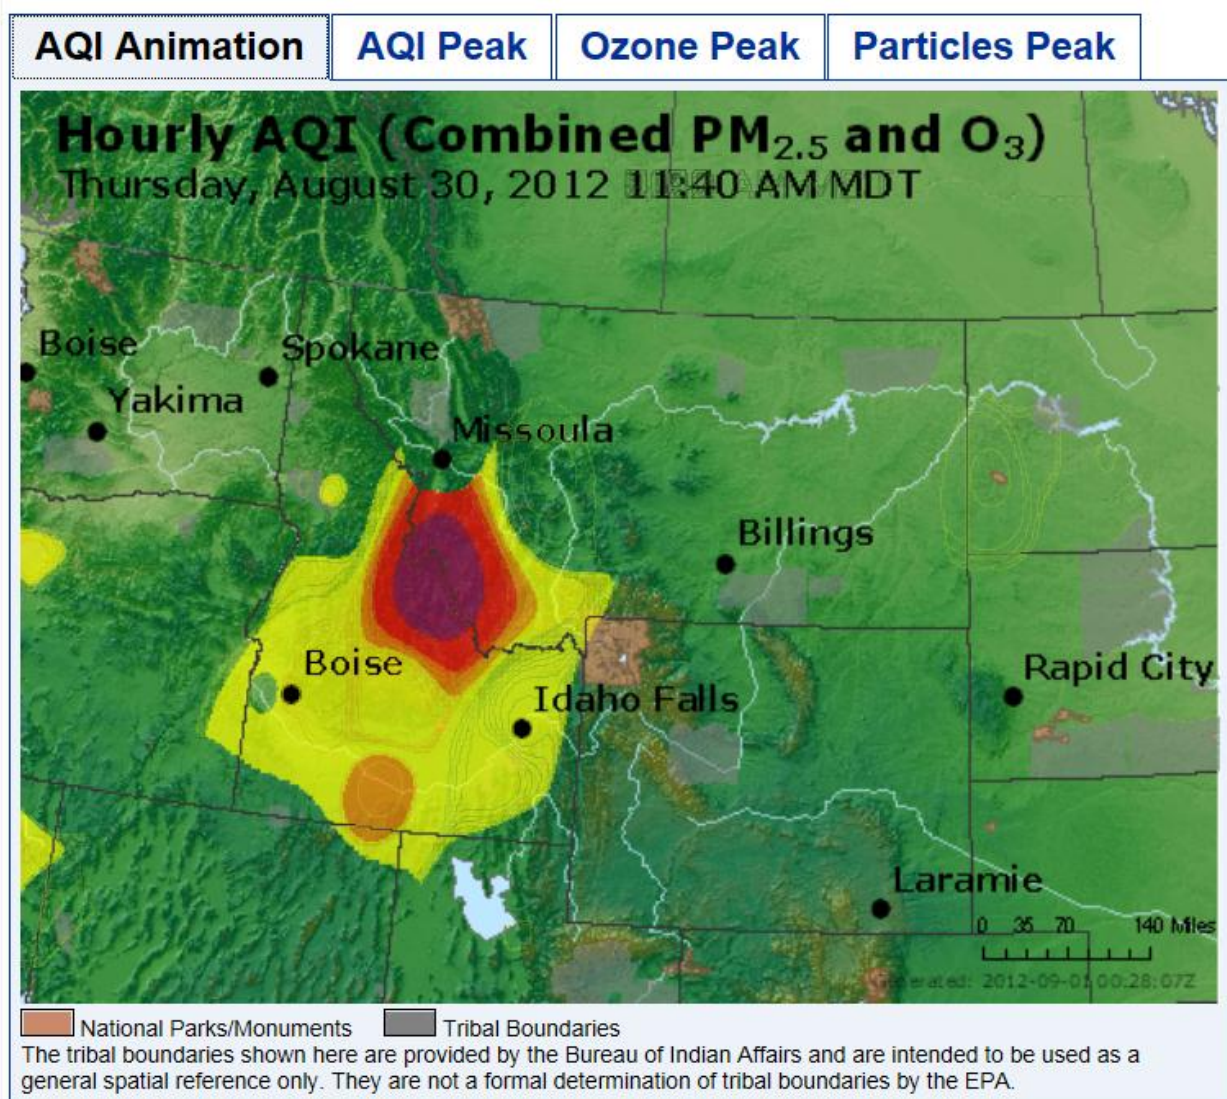 AQI Animation AQI Peak Ozone Peak Particles Peak
Hourly AQI (Combined PM2.5 and O3)
Thursday, August 30, 2012 11:40 AM MDT
Boise
Spokane
Yakima
Missoula
Billings
Boise
Rapid City
Idaho Falls
Laramie
0 35 70 140 Miles
Generated: 2012-09-01 00:28:07Z
National Parks/Monuments Tribal Boundaries
The tribal boundaries shown here are provided by the Bureau of Indian Affairs and are intended to be used as a
general spatial reference only. They are not a formal determination of tribal boundaries by the EPA.